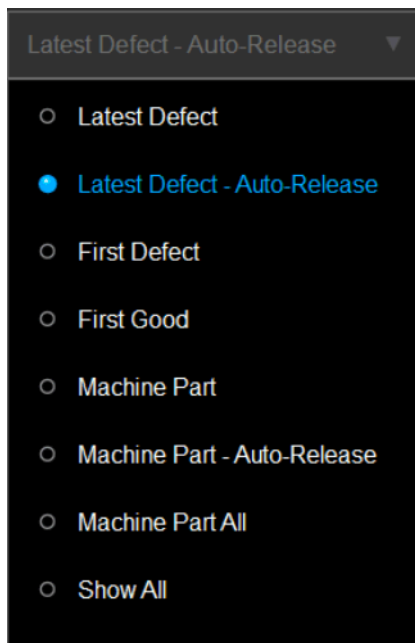 Latest Defect - Auto-Release
Latest Defect
Latest Defect - Auto-Release
First Defect
First Good
Machine Part
Machine Part - Auto-Release
Machine Part All
Show All